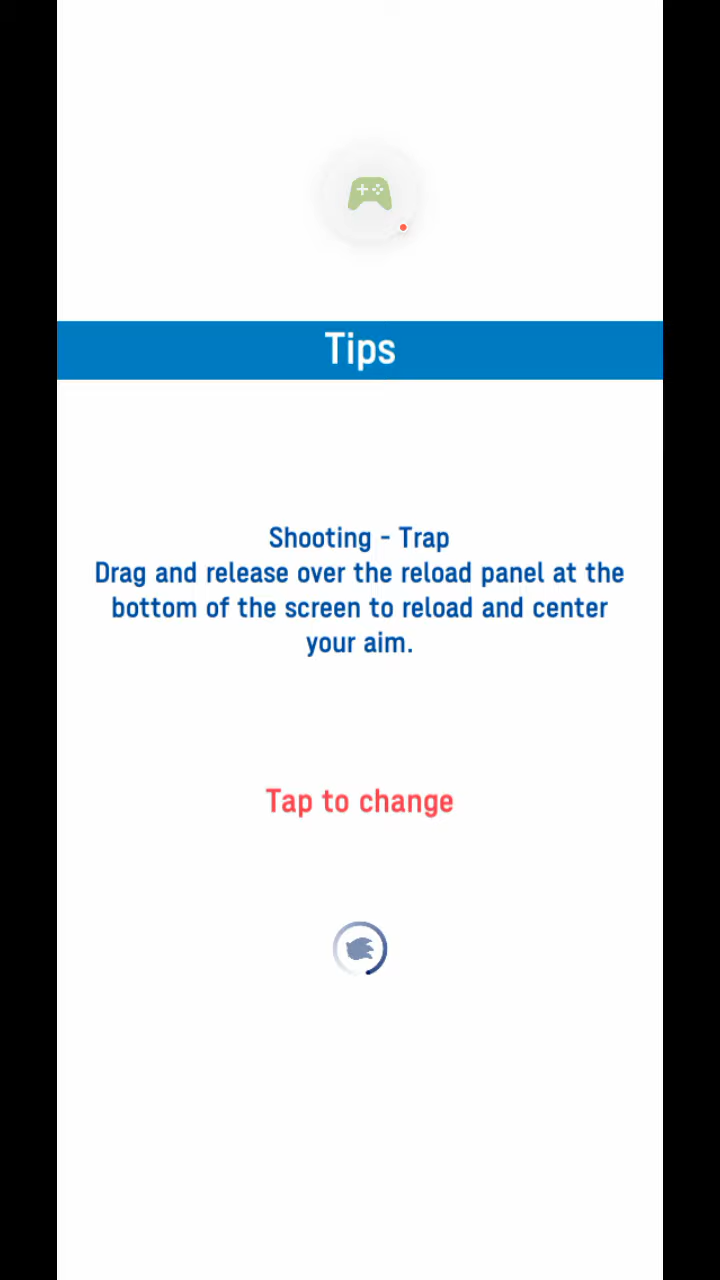 Tips
Shooting - Trap
Drag and release over the reload panel at the
bottom of the screen to reload and center
your aim.
Tap to change